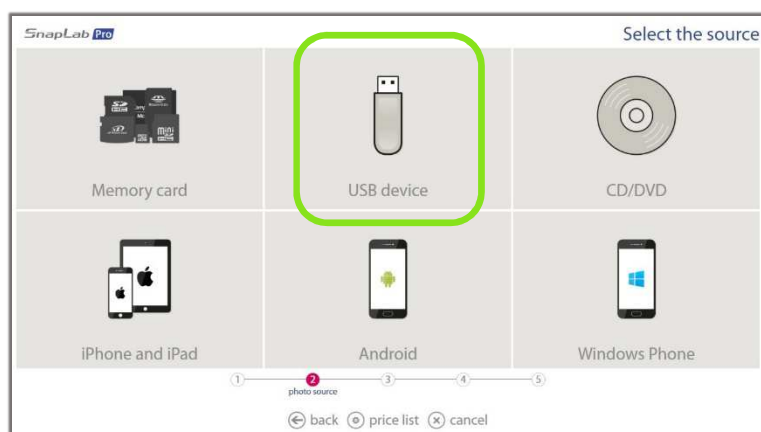 SnapLab Pro
Select the source
Memory card
USB device
CD/DVD
iPhone and iPad
Android
Windows Phone
1 2 3 4 5
photo source
back price list cancel